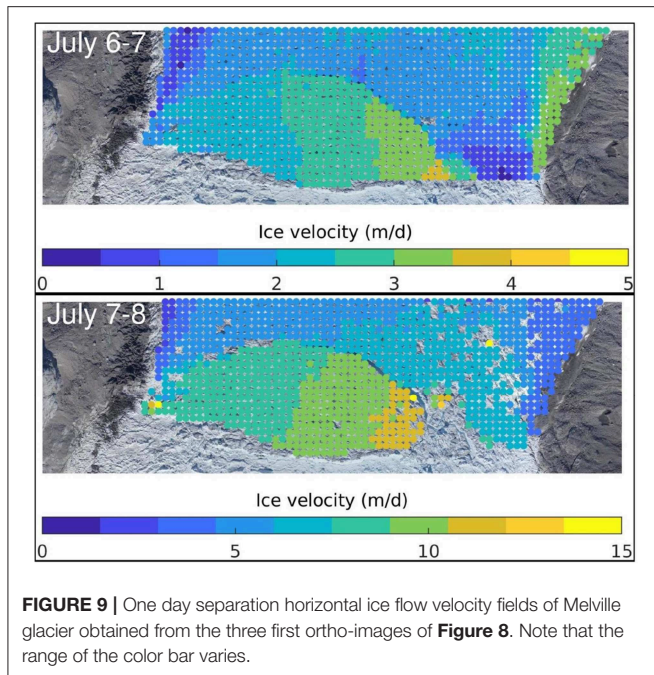 July 6-7
Ice velocity (m/d)
0 1 2 3 4 5
July 7-8
Ice velocity (m/d)
0 5 10 15
FIGURE 9 | One day separation horizontal ice flow velocity fields of Melville
glacier obtained from the three first ortho-images of Figure 8. Note that the
range of the color bar varies.